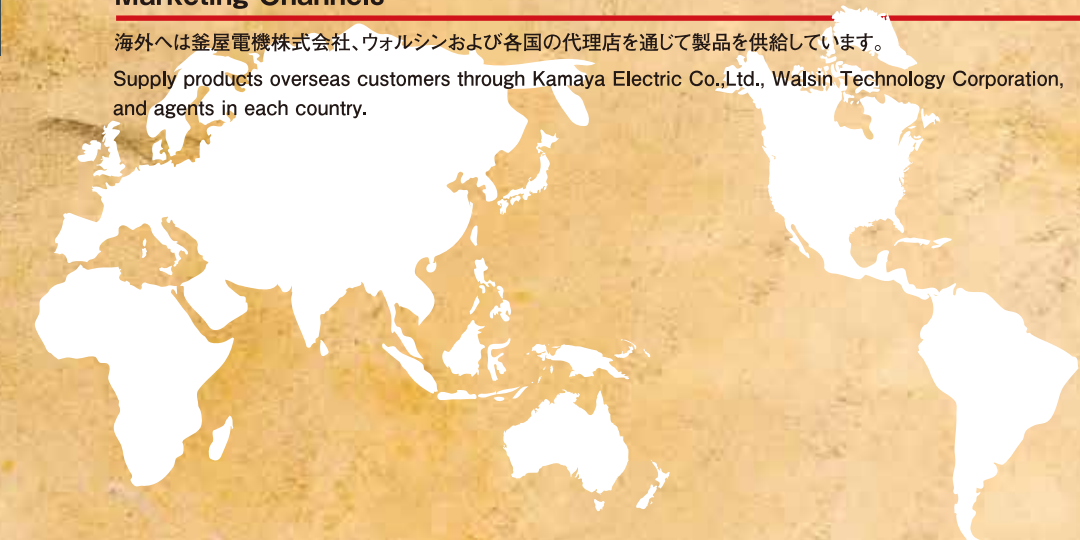 Marketing Channels
海外へは釜屋電機株式会社、ウォルシンおよび各国の代理店を通じて製品を供給しています。
Supply products overseas customers through Kamaya Electric Co.,Ltd., Walsin Technology Corporation,
and agents in each country.